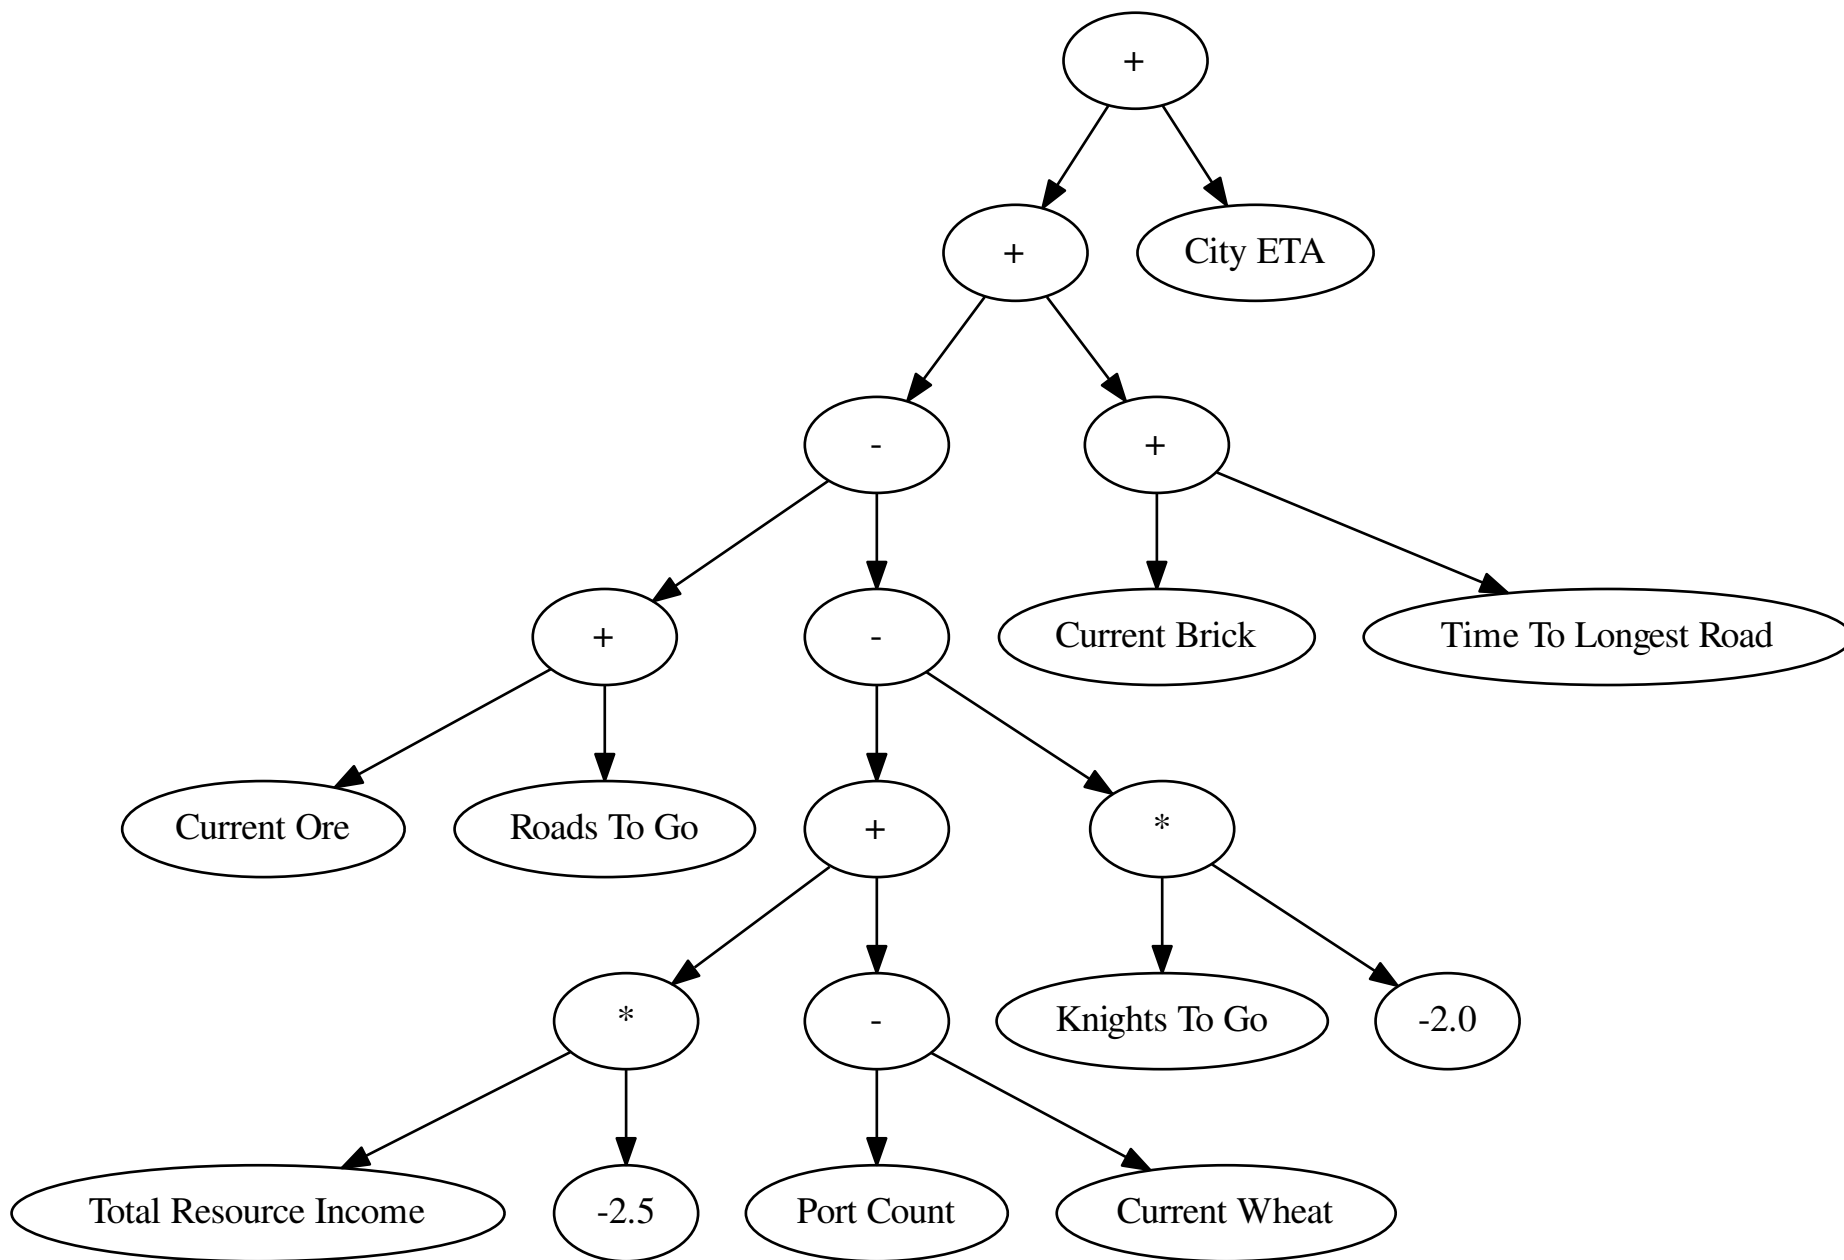 +
+
City ETA
-
+
+
-
Current Brick
Time To Longest Road
Current Ore
Roads To Go
+
*
*
-
Knights To Go
-2.0
Total Resource Income
-2.5
Port Count
Current Wheat